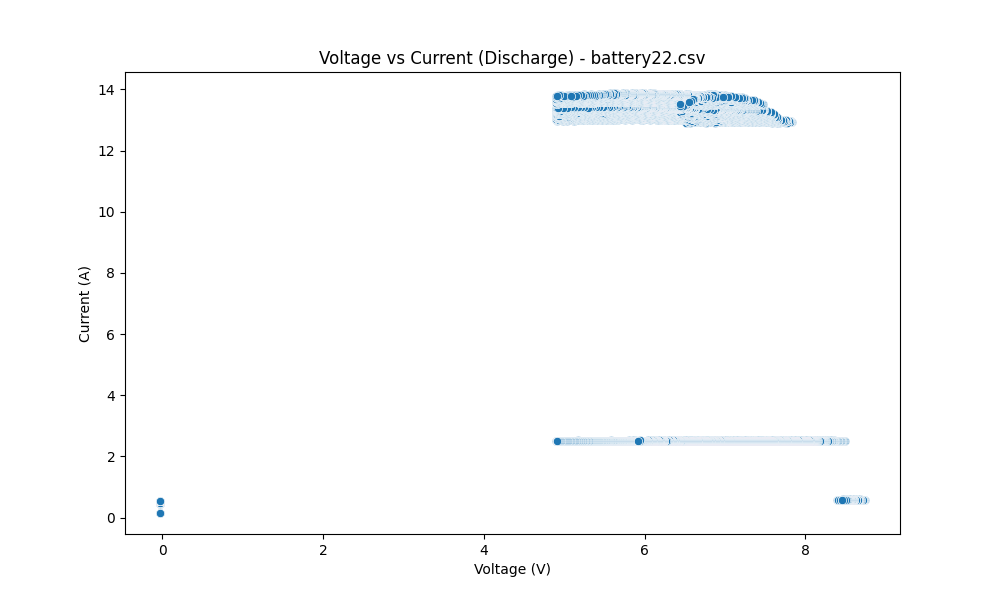 Voltage vs Current (Discharge) - battery22.csv
14
12
10
8
6
4
2
0
Current (A)
0 2 4 6 8
Voltage (V)